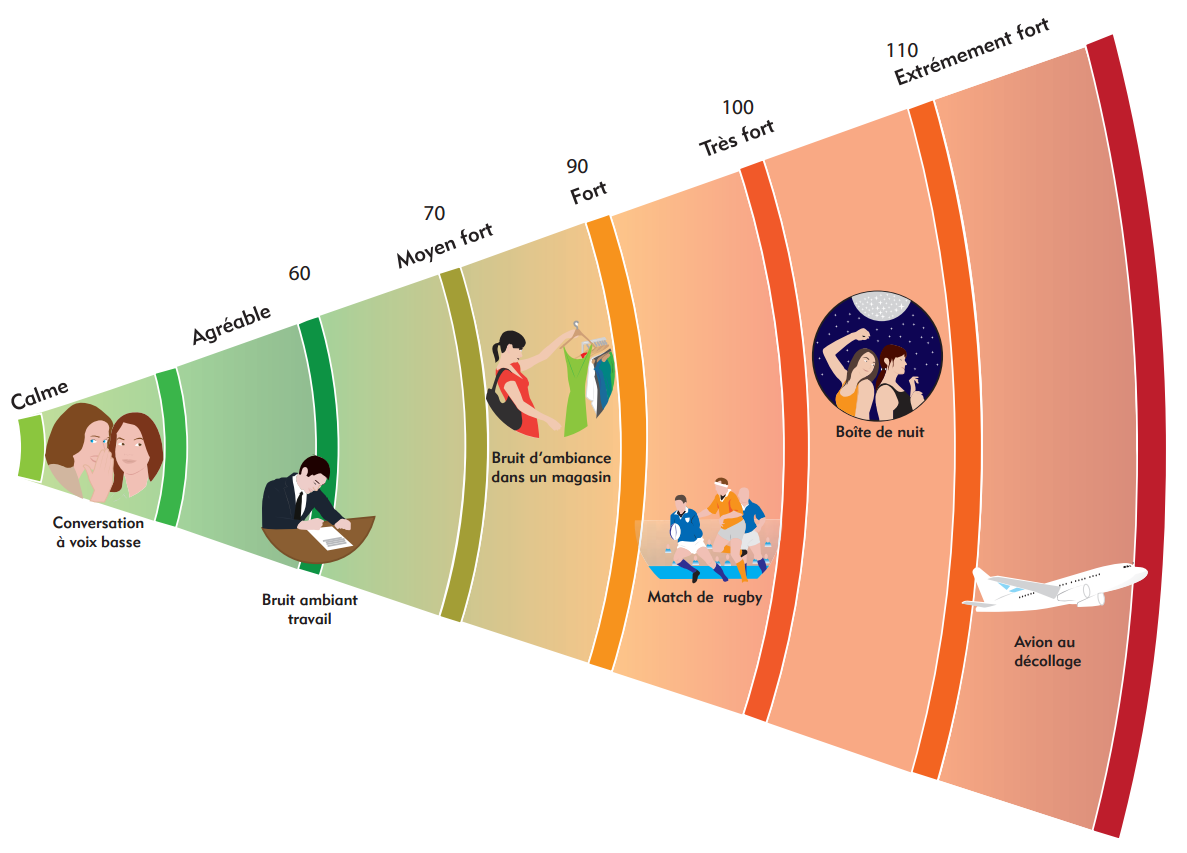 Calme
Agréable
60
70
Moyen fort
90
Fort
100
Très fort
110
Extrémement fort
Conversation
à voix basse
Bruit ambiant
travail
Bruit d'ambiance
dans un magasin
Match de rugby
Boîte de nuit
Avion au
décollage